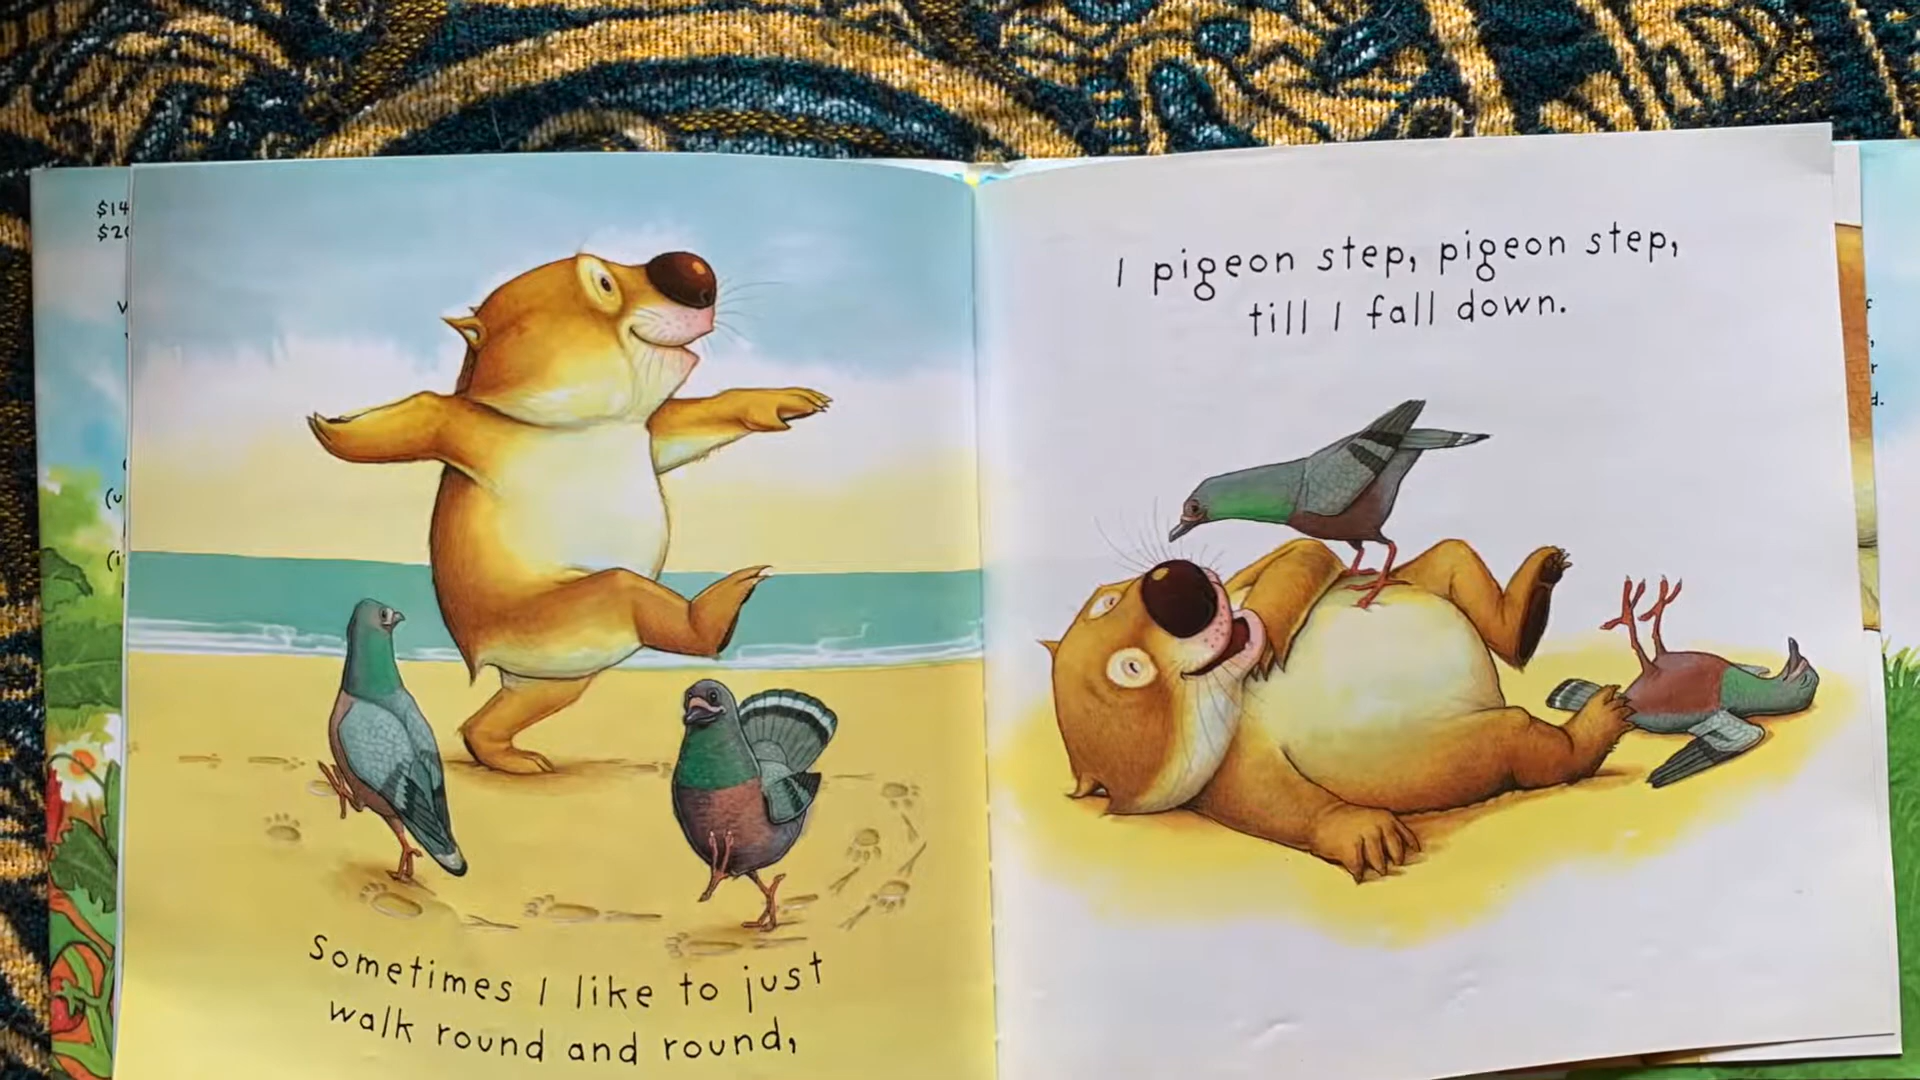 Sometimes I like to just
walk round and round,
I pigeon step, pigeon step,
till I fall down.